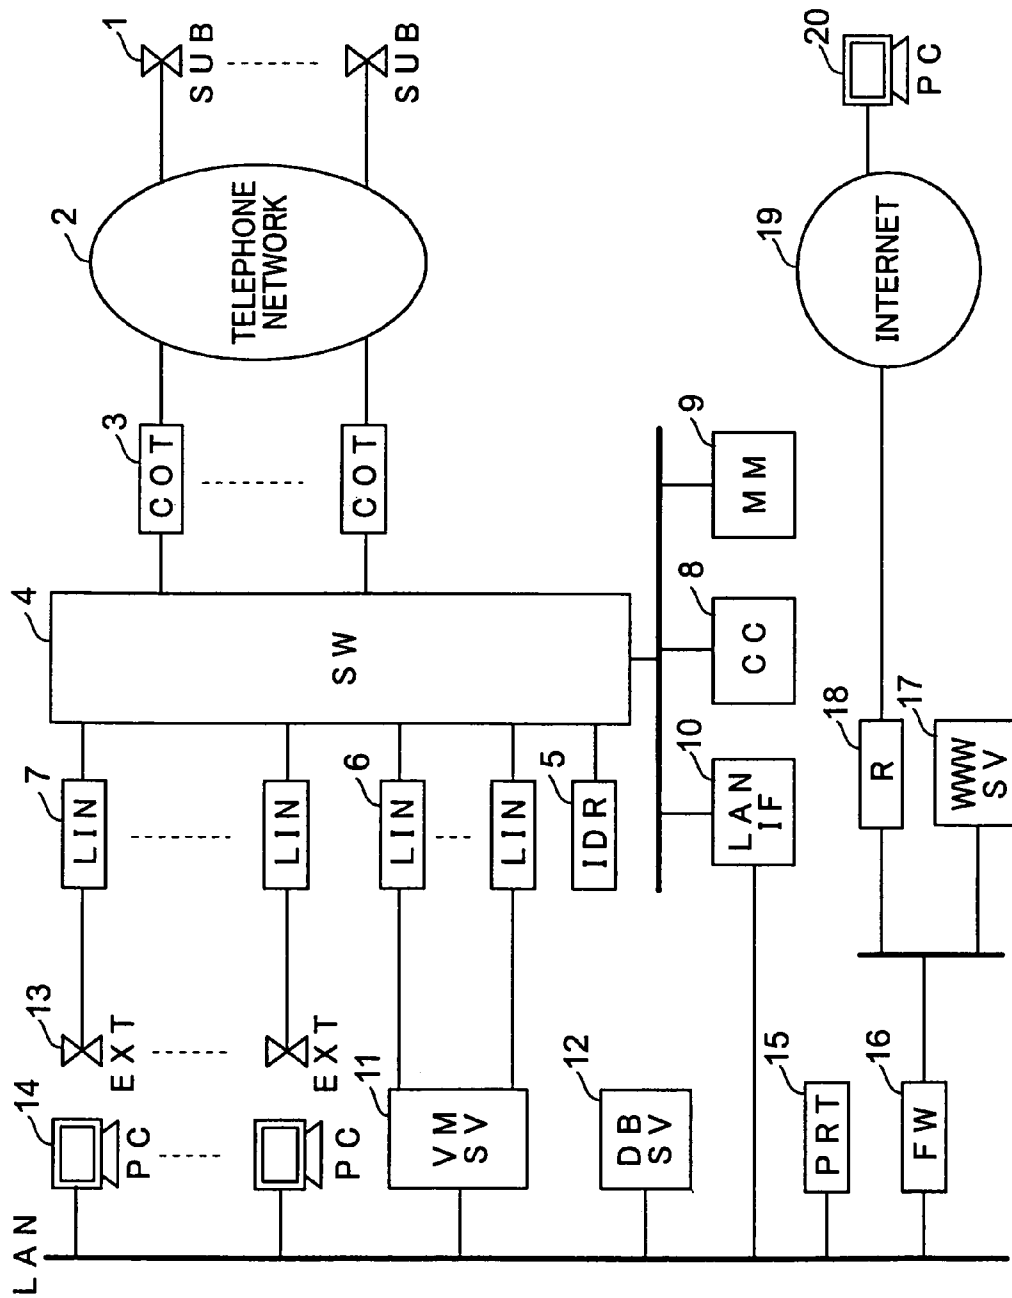 LAN
14
PC
PC
13
EXT
EXT
7
LIN
LIN
6
LIN
LIN
5
IDR
4
SW
3
COT
COT
2
TELEPHONE
NETWORK
1
SUB
SUB
11
VM
SV
12
DB
SV
10
LAN
IF
8
CC
9
MM
15
PRT
16
FW
18
R
17
WWW
SV
19
INTERNET
20
PC